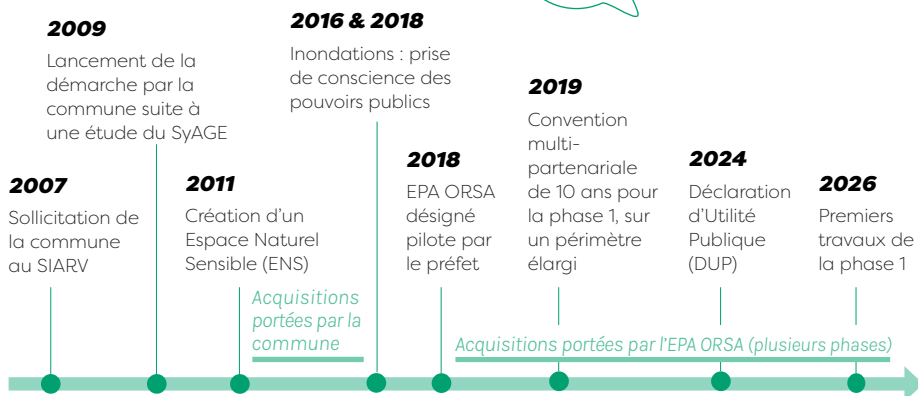 2007
Sollicitation de
la commune
au SIARV
2009
Lancement de la
démarche par la
commune suite à
une étude du SyAGE
2011
Création d'un
Espace Naturel
Sensible (ENS)
Acquisitions
portées par la
commune
2016 & 2018
Inondations : prise
de conscience des
pouvoirs publics
2018
EPA ORSA
désigné
pilote par
le préfet
2019
Convention
multi-
partenariale
de 10 ans pour
la phase 1, sur
un périmètre
élargi
2024
Déclaration
d'Utilité
Publique
(DUP)
2026
Premiers
travaux de
la phase 1
Acquisitions portées par l'EPA ORSA (plusieurs phases)